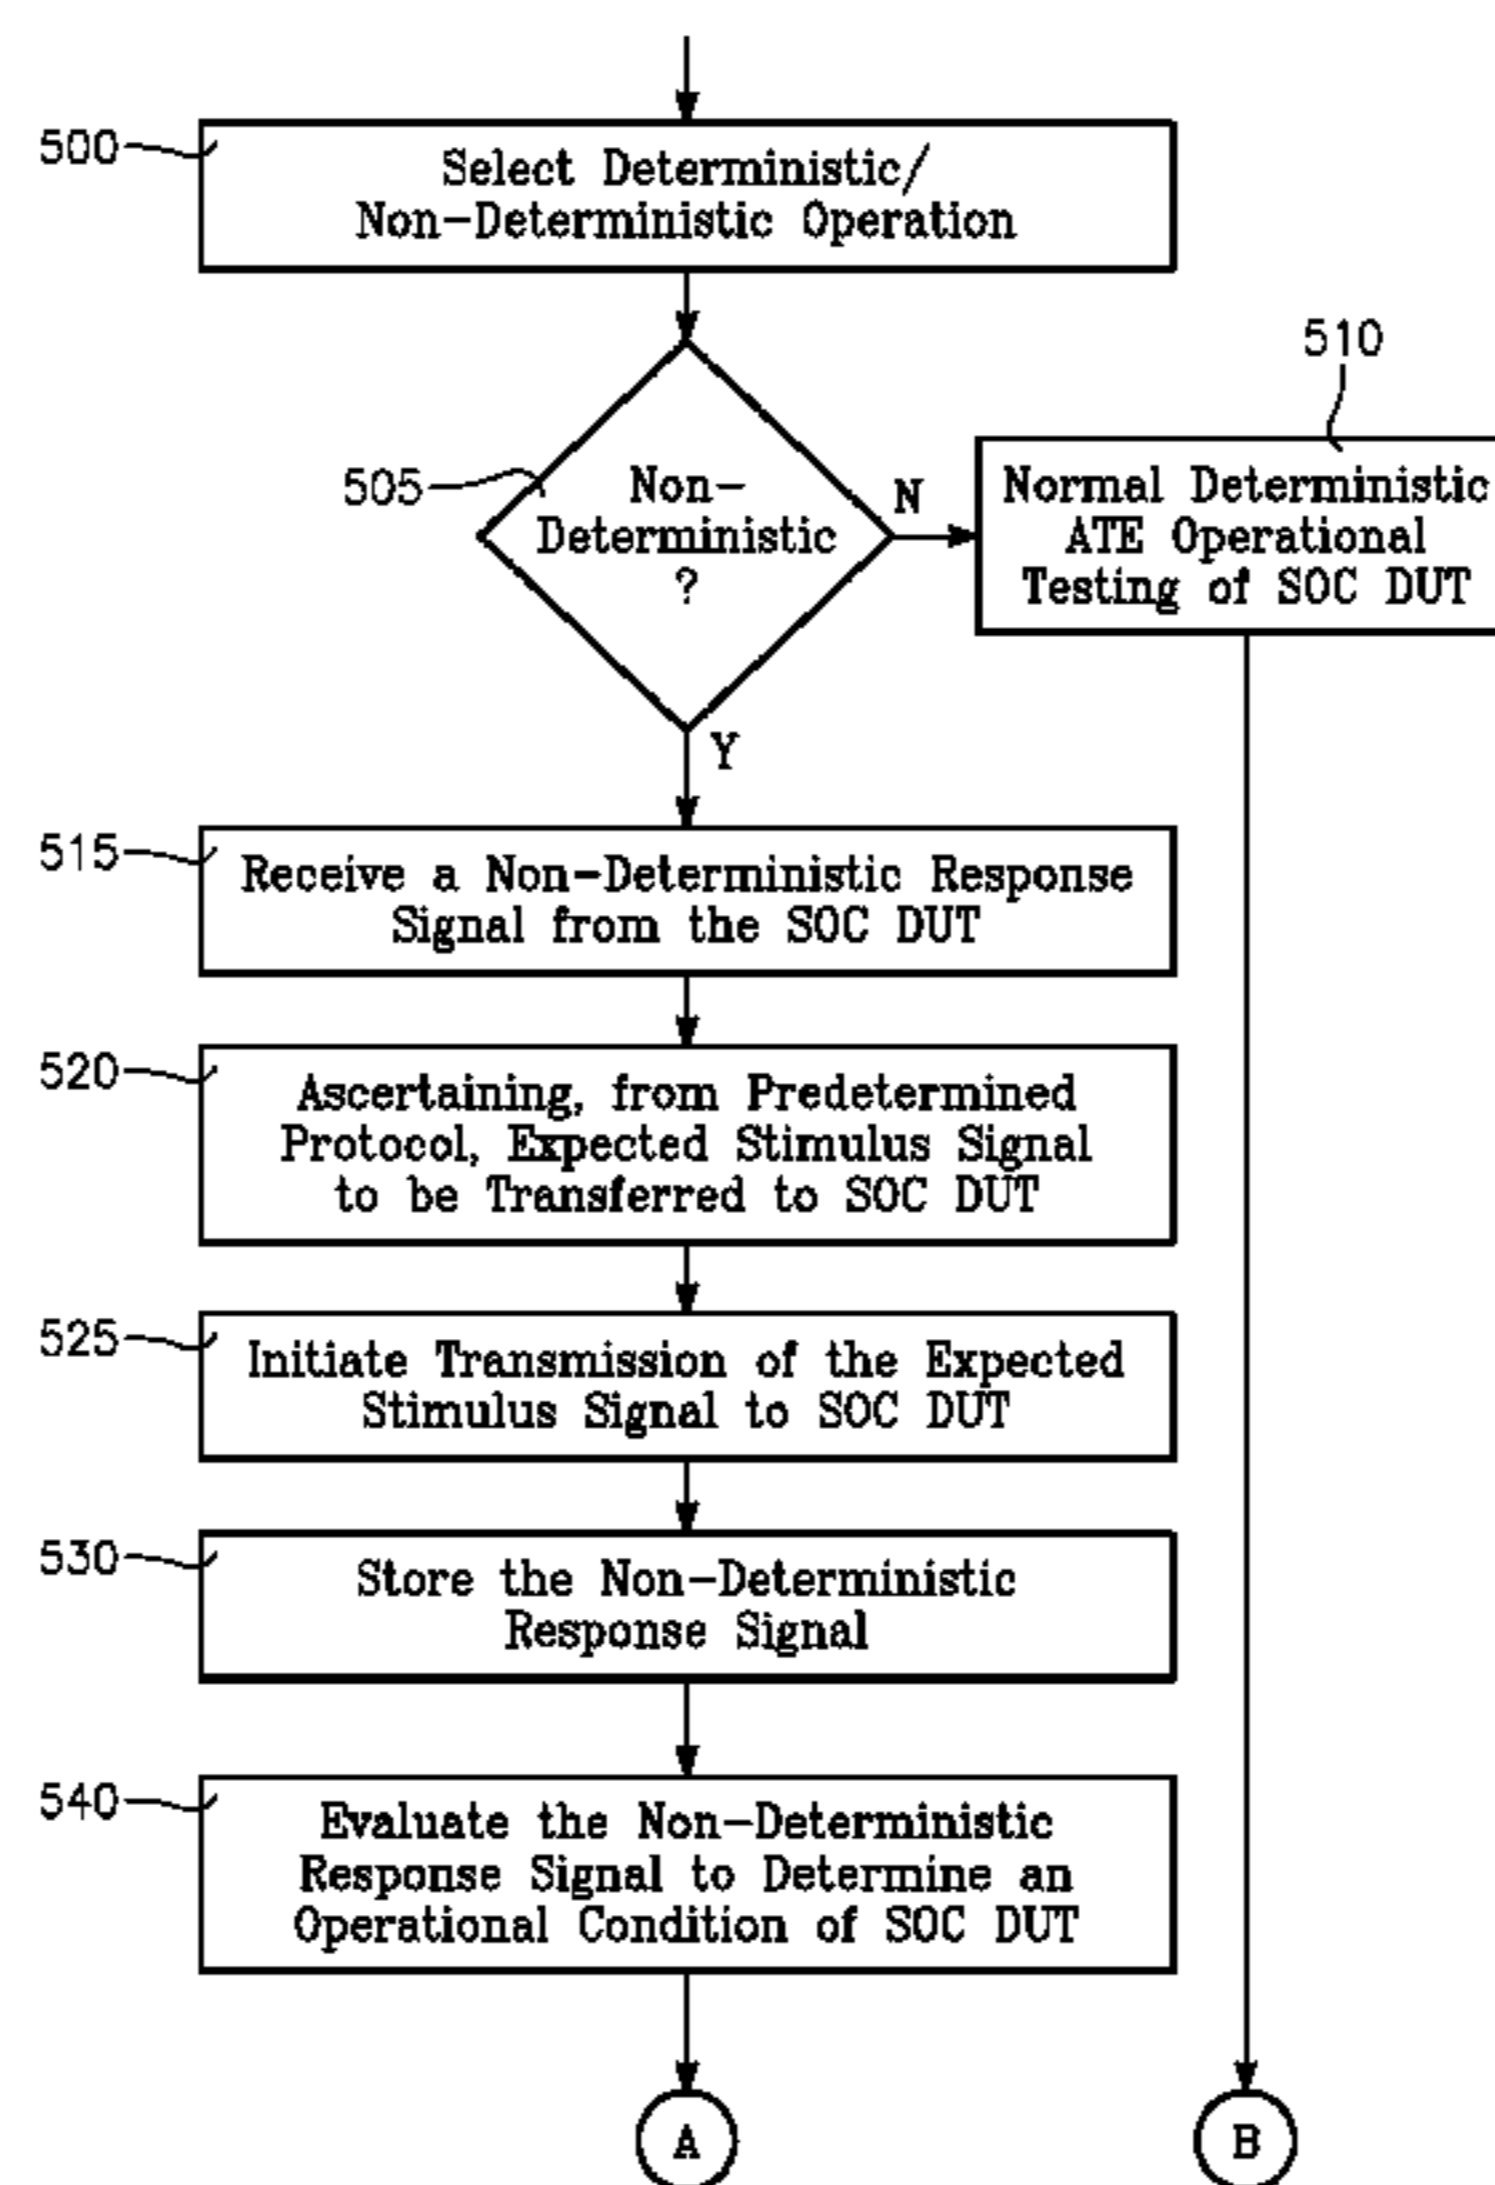 500
Select Deterministic/
Non-Deterministic Operation
510
505
Non-
Deterministic
?
N
Normal Deterministic
ATE Operational
Testing of SOC DUT
Y
515
Receive a Non-Deterministic Response
Signal from the SOC DUT
520
Ascertaining, from Predetermined
Protocol, Expected Stimulus Signal
to be Transferred to SOC DUT
525
Initiate Transmission of the Expected
Stimulus Signal to SOC DUT
530
Store the Non-Deterministic
Response Signal
540
Evaluate the Non-Deterministic
Response Signal to Determine an
Operational Condition of SOC DUT
A
B